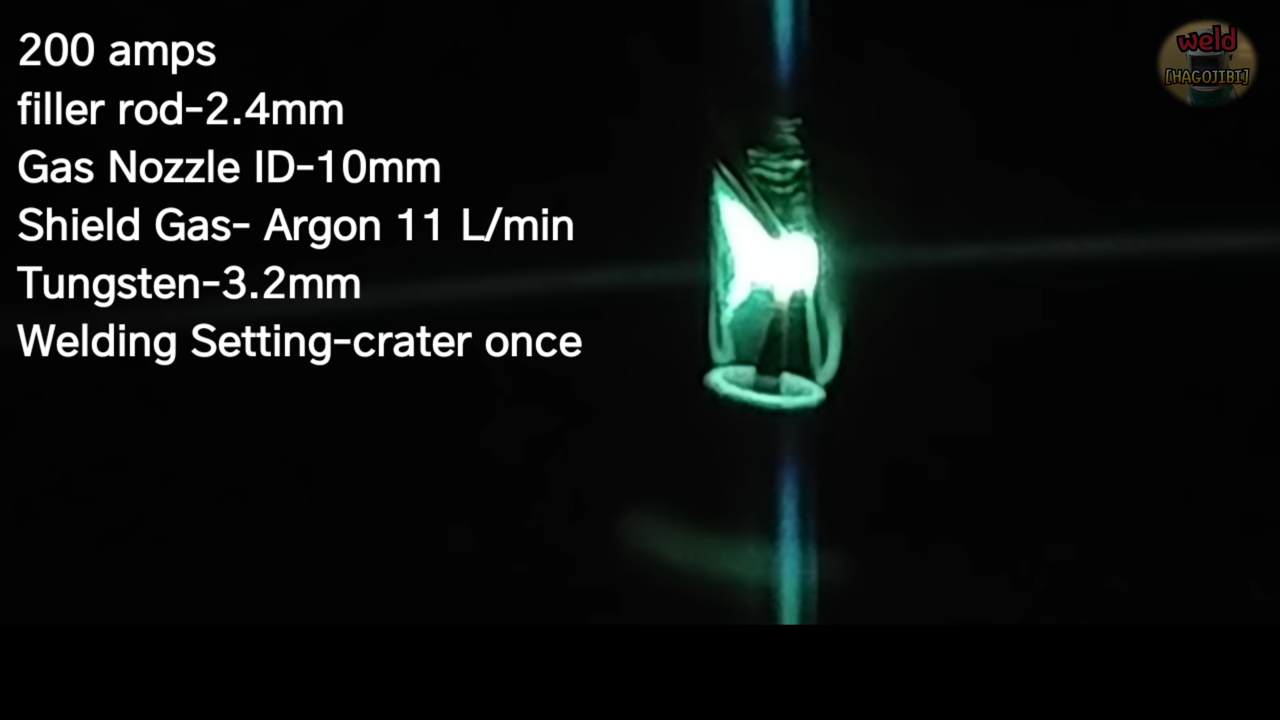 200 amps
filler rod-2.4mm
Gas Nozzle ID-10mm
Shield Gas- Argon 11 L/min
Tungsten-3.2mm
Welding Setting-crater once
weld
[HAGOJIBI]